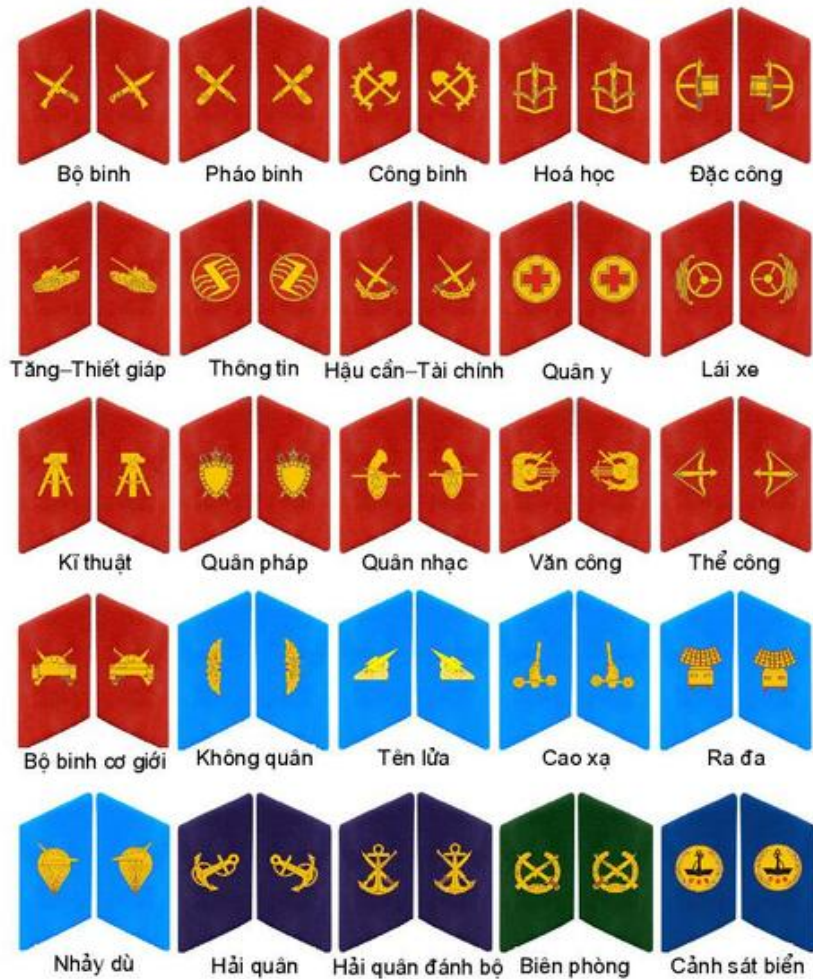 Bộ binh Pháo binh Công binh Hoá học Đặc công
Tăng–Thiết giáp Thông tin Hậu cần–Tài chính Quân y Lái xe
Kĩ thuật Quân pháp Quân nhạc Văn công Thể công
Bộ binh cơ giới Không quân Tên lửa Cao xạ Ra đa
Nhảy dù Hải quân Hải quân đánh bộ Biên phòng Cảnh sát biển